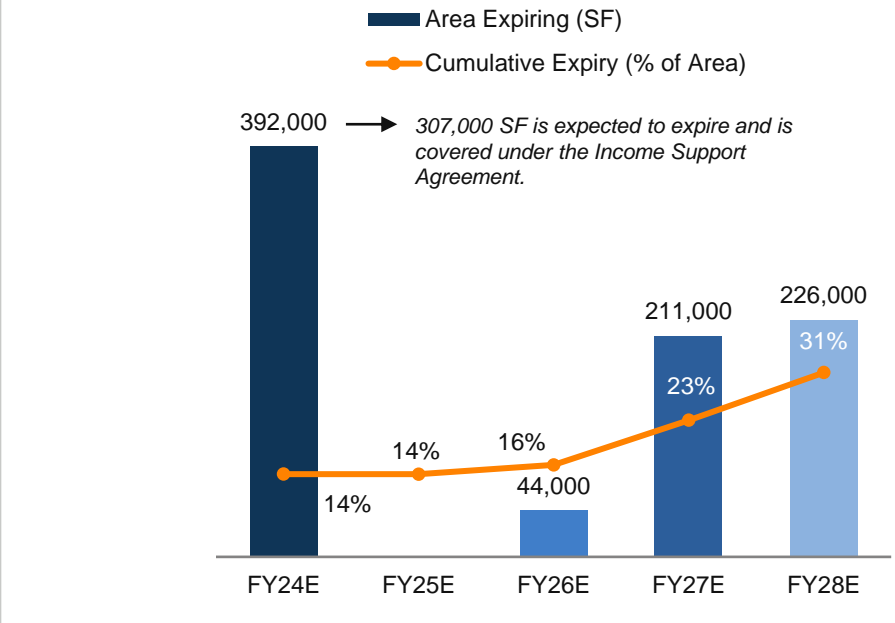 Area Expiring (SF)
Cumulative Expiry (% of Area)
392,000
307,000 SF is expected to expire and is
covered under the Income Support
Agreement.
226,000
211,000
31%
23%
16%
14%
44,000
14%
FY24E FY25E FY26E FY27E FY28E